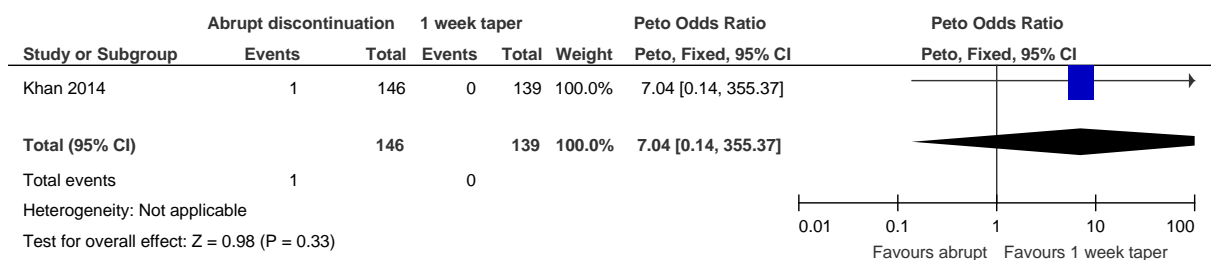 Abrupt discontinuation 1 week taper Peto Odds Ratio Peto Odds Ratio
Study or Subgroup Events Total Events Total Weight Peto, Fixed, 95% CI Peto, Fixed, 95% CI
Khan 2014 1 146 0 139 100.0% 7.04 [0.14, 355.37]
Total (95% CI) 146 139 100.0% 7.04 [0.14, 355.37]
Total events 1 0
Heterogeneity: Not applicable
Test for overall effect: Z = 0.98 (P = 0.33)
0.01 0.1 1 10 100
Favours abrupt Favours 1 week taper